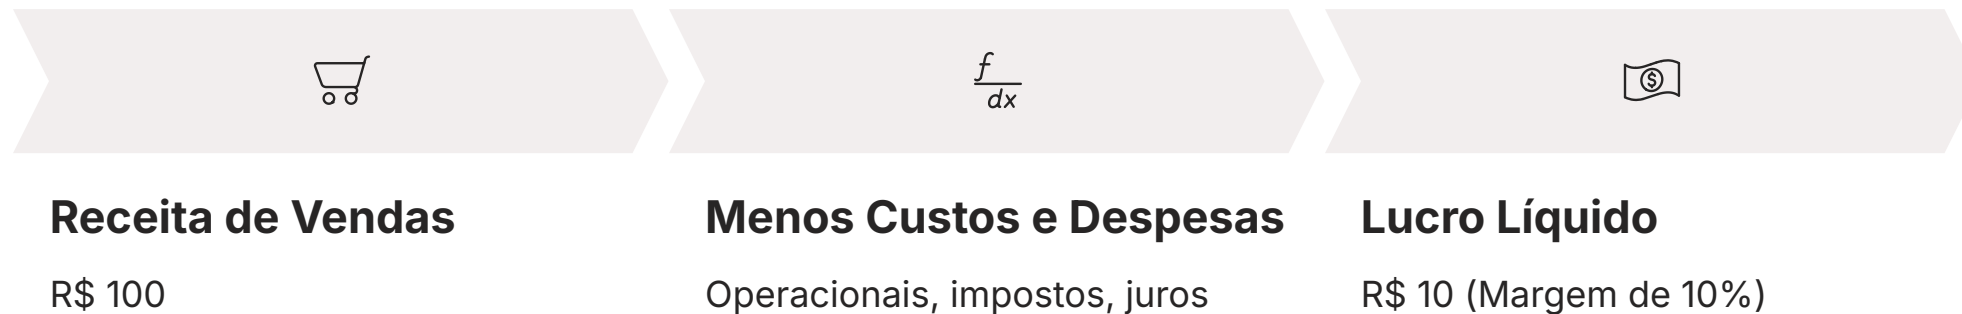 f
dx
$
Receita de Vendas
Menos Custos e Despesas
Lucro Líquido
R$ 100
Operacionais, impostos, juros
R$ 10 (Margem de 10%)